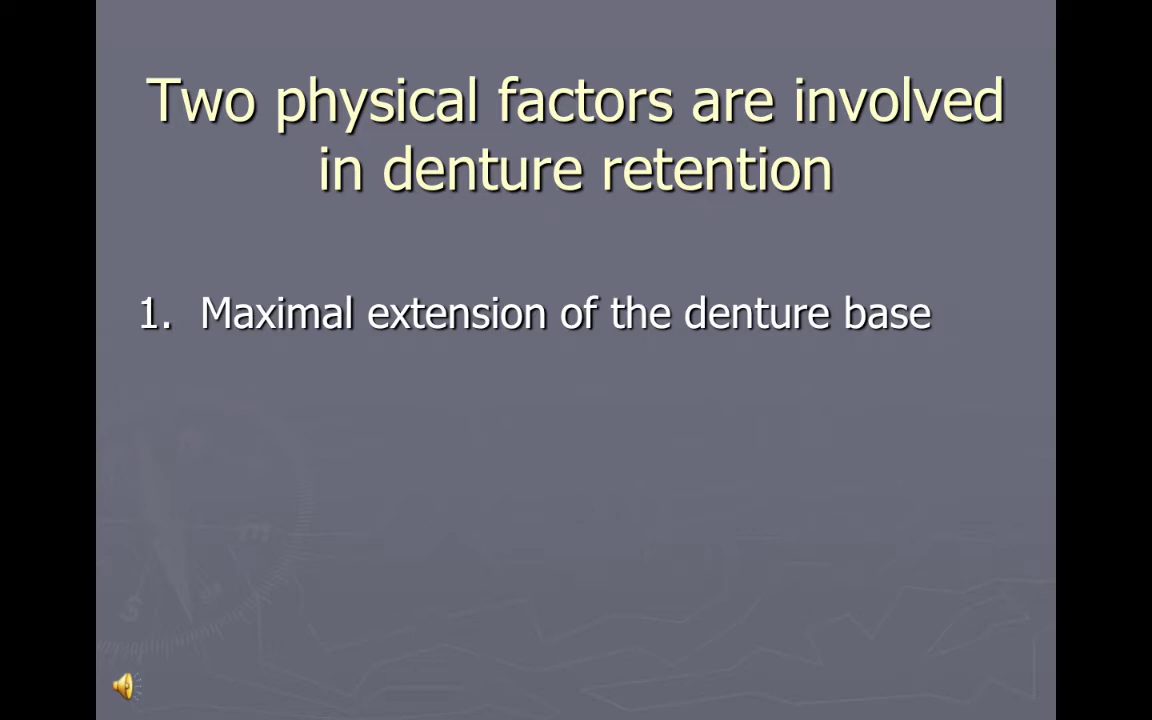 Two physical factors are involved
in denture retention
1. Maximal extension of the denture base